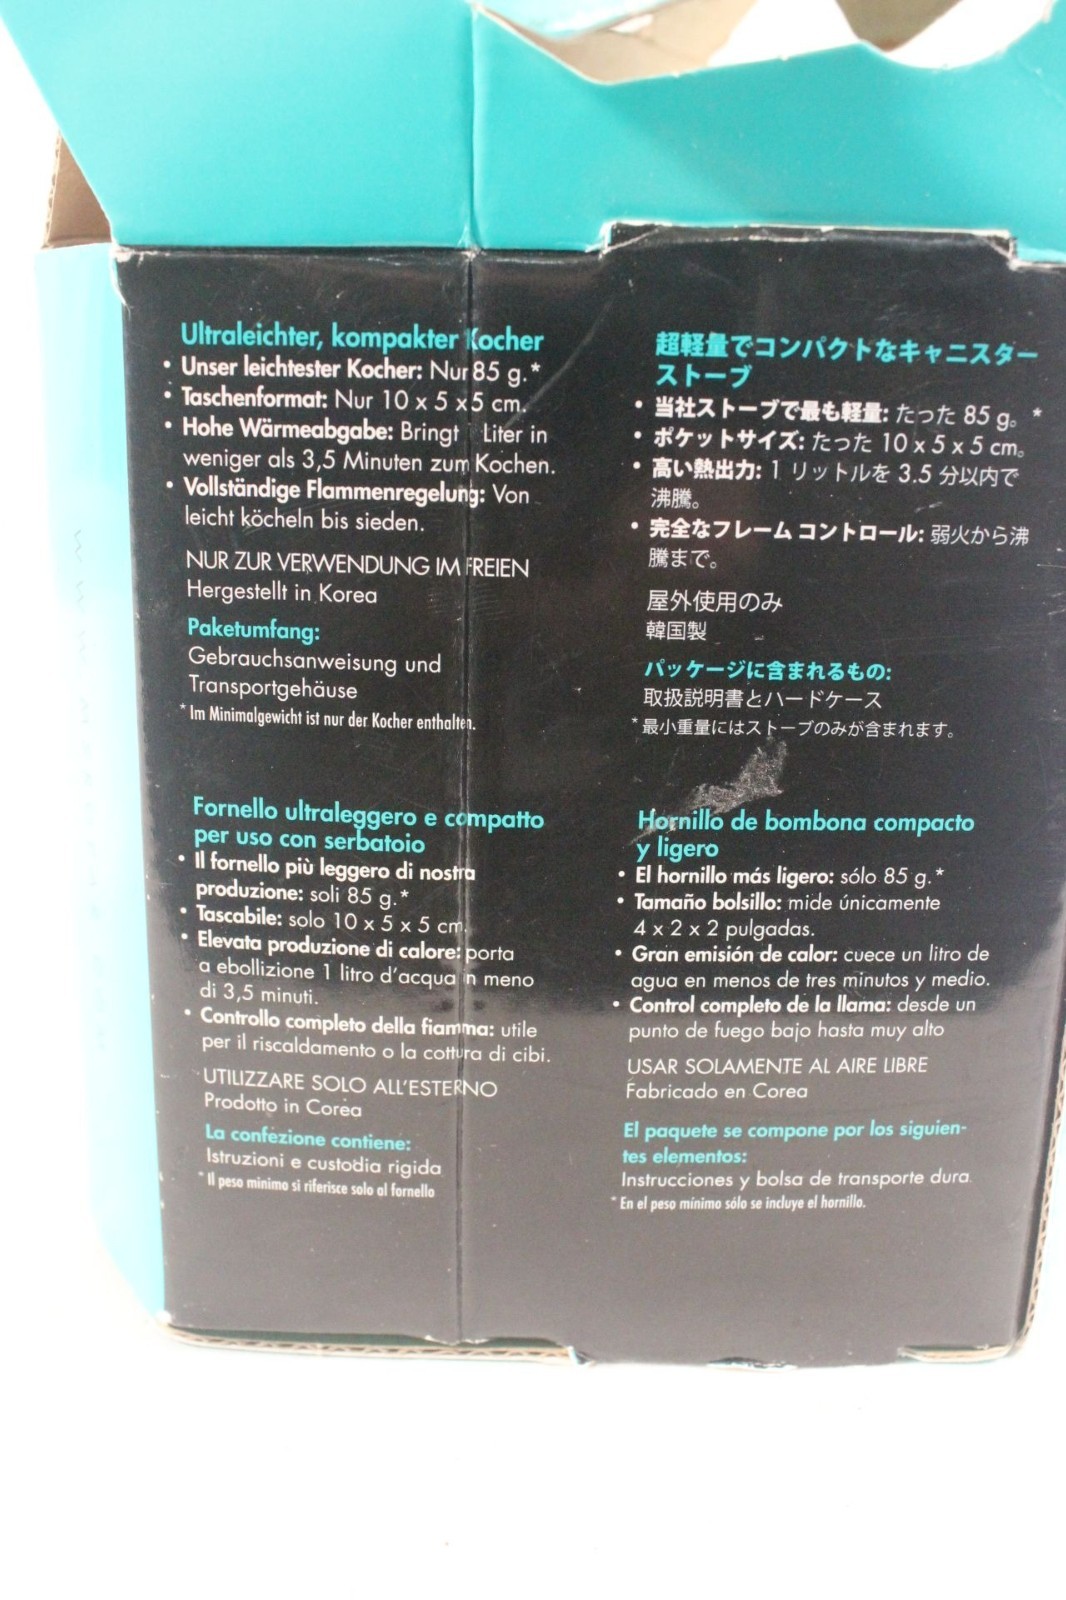 Ultraleichter, kompakter Kocher
• Unser leichtester Kocher: Nur 85 g.*
• Taschenformat: Nur 10 x 5 x 5 cm.
• Hohe Wärmeabgabe: Bringt Liter in
weniger als 3,5 Minuten zum Kochen.
• Vollständige Flammenregelung: Von
leicht köcheln bis sieden.
NUR ZUR VERWENDUNG IM FREIEN
Hergestellt in Korea
Paketumfang:
Gebrauchsanweisung und
Transportgehäuse
* Im Minimalgewicht ist nur der Kocher enthalten.
超軽量でコンパクトなキャニスター
ストーブ
• 当社ストーブで最も軽量: たった 85 g。*
• ポケットサイズ: たった 10 x 5 x 5 cm。
• 高い熱出力: 1 リットルを 3.5 分以内で
沸騰。
• 完全なフレーム コントロール: 弱火から沸
騰まで。
屋外使用のみ
韓国製
パッケージに含まれるもの:
取扱説明書とハードケース
* 最小重量にはストーブのみが含まれます。
Fornello ultraleggero e compatto
per uso con serbatoio
• Il fornello più leggero di nostra
produzione: soli 85 g.*
• Tascabile: solo 10 x 5 x 5 cm.
• Elevata produzione di calore: porta
a ebollizione 1 litro d'acqua in meno
di 3,5 minuti.
• Controllo completo della fiamma: utile
per il riscaldamento o la cottura di cibi.
UTILIZZARE SOLO ALL'ESTERNO
Prodotto in Corea
La confezione contiene:
Istruzioni e custodia rigida
* Il peso minimo si riferisce solo al fornello
Hornillo de bombona compacto
y ligero
• El hornillo más ligero: sólo 85 g.*
• Tamaño bolsillo: mide únicamente
4 x 2 x 2 pulgadas.
• Gran emisión de calor: cuece un litro de
agua en menos de tres minutos y medio.
• Control completo de la llama: desde un
punto de fuego bajo hasta muy alto
USAR SOLAMENTE AL AIRE LIBRE
Fabricado en Corea
El paquete se compone por los siguien-
tes elementos:
Instrucciones y bolsa de transporte dura.
* En el peso mínimo sólo se incluye el hornillo.